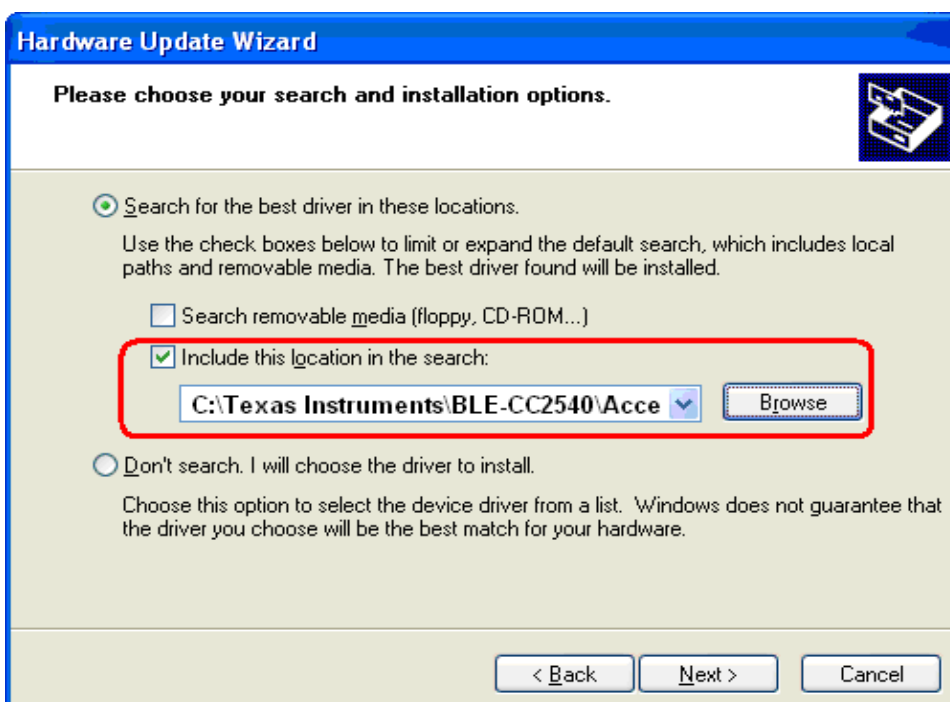 Hardware Update Wizard
Please choose your search and installation options.
Search for the best driver in these locations.
Use the check boxes below to limit or expand the default search, which includes local
paths and removable media. The best driver found will be installed.
Search removable media (floppy, CD-ROM...)
Include this location in the search:
C:\Texas Instruments\BLE-CC2540\Acce
Browse
Don't search. I will choose the driver to install.
Choose this option to select the device driver from a list. Windows does not guarantee that
the driver you choose will be the best match for your hardware.
< Back
Next >
Cancel